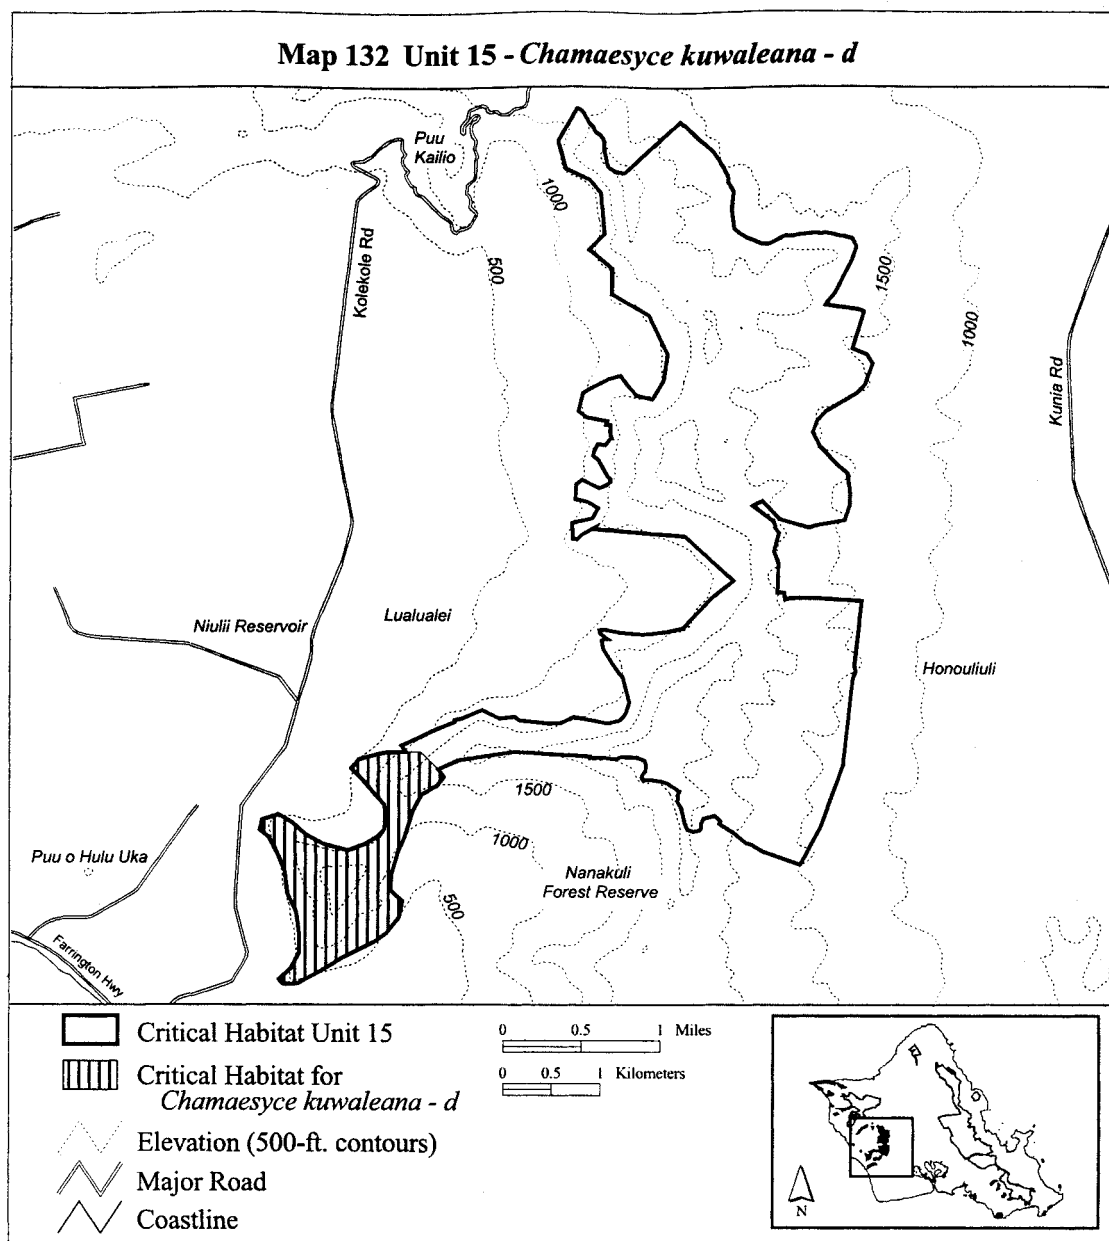 Map 132 Unit 15 - Chamaesyce kuwaleana - d
Puu
Kailio
1000
500
Kolekole Rd
1500
1000
Kunia Rd
Niulii Reservoir
Lualualei
Honouliuli
1500
1000
Puu o Hulu Uka
Nanakuli
Forest Reserve
500
Farrington Hwy
Critical Habitat Unit 15
Critical Habitat for
Chamaesyce kuwaleana - d
Elevation (500-ft. contours)
Major Road
Coastline
0 0.5 1 Miles
0 0.5 1 Kilometers
N